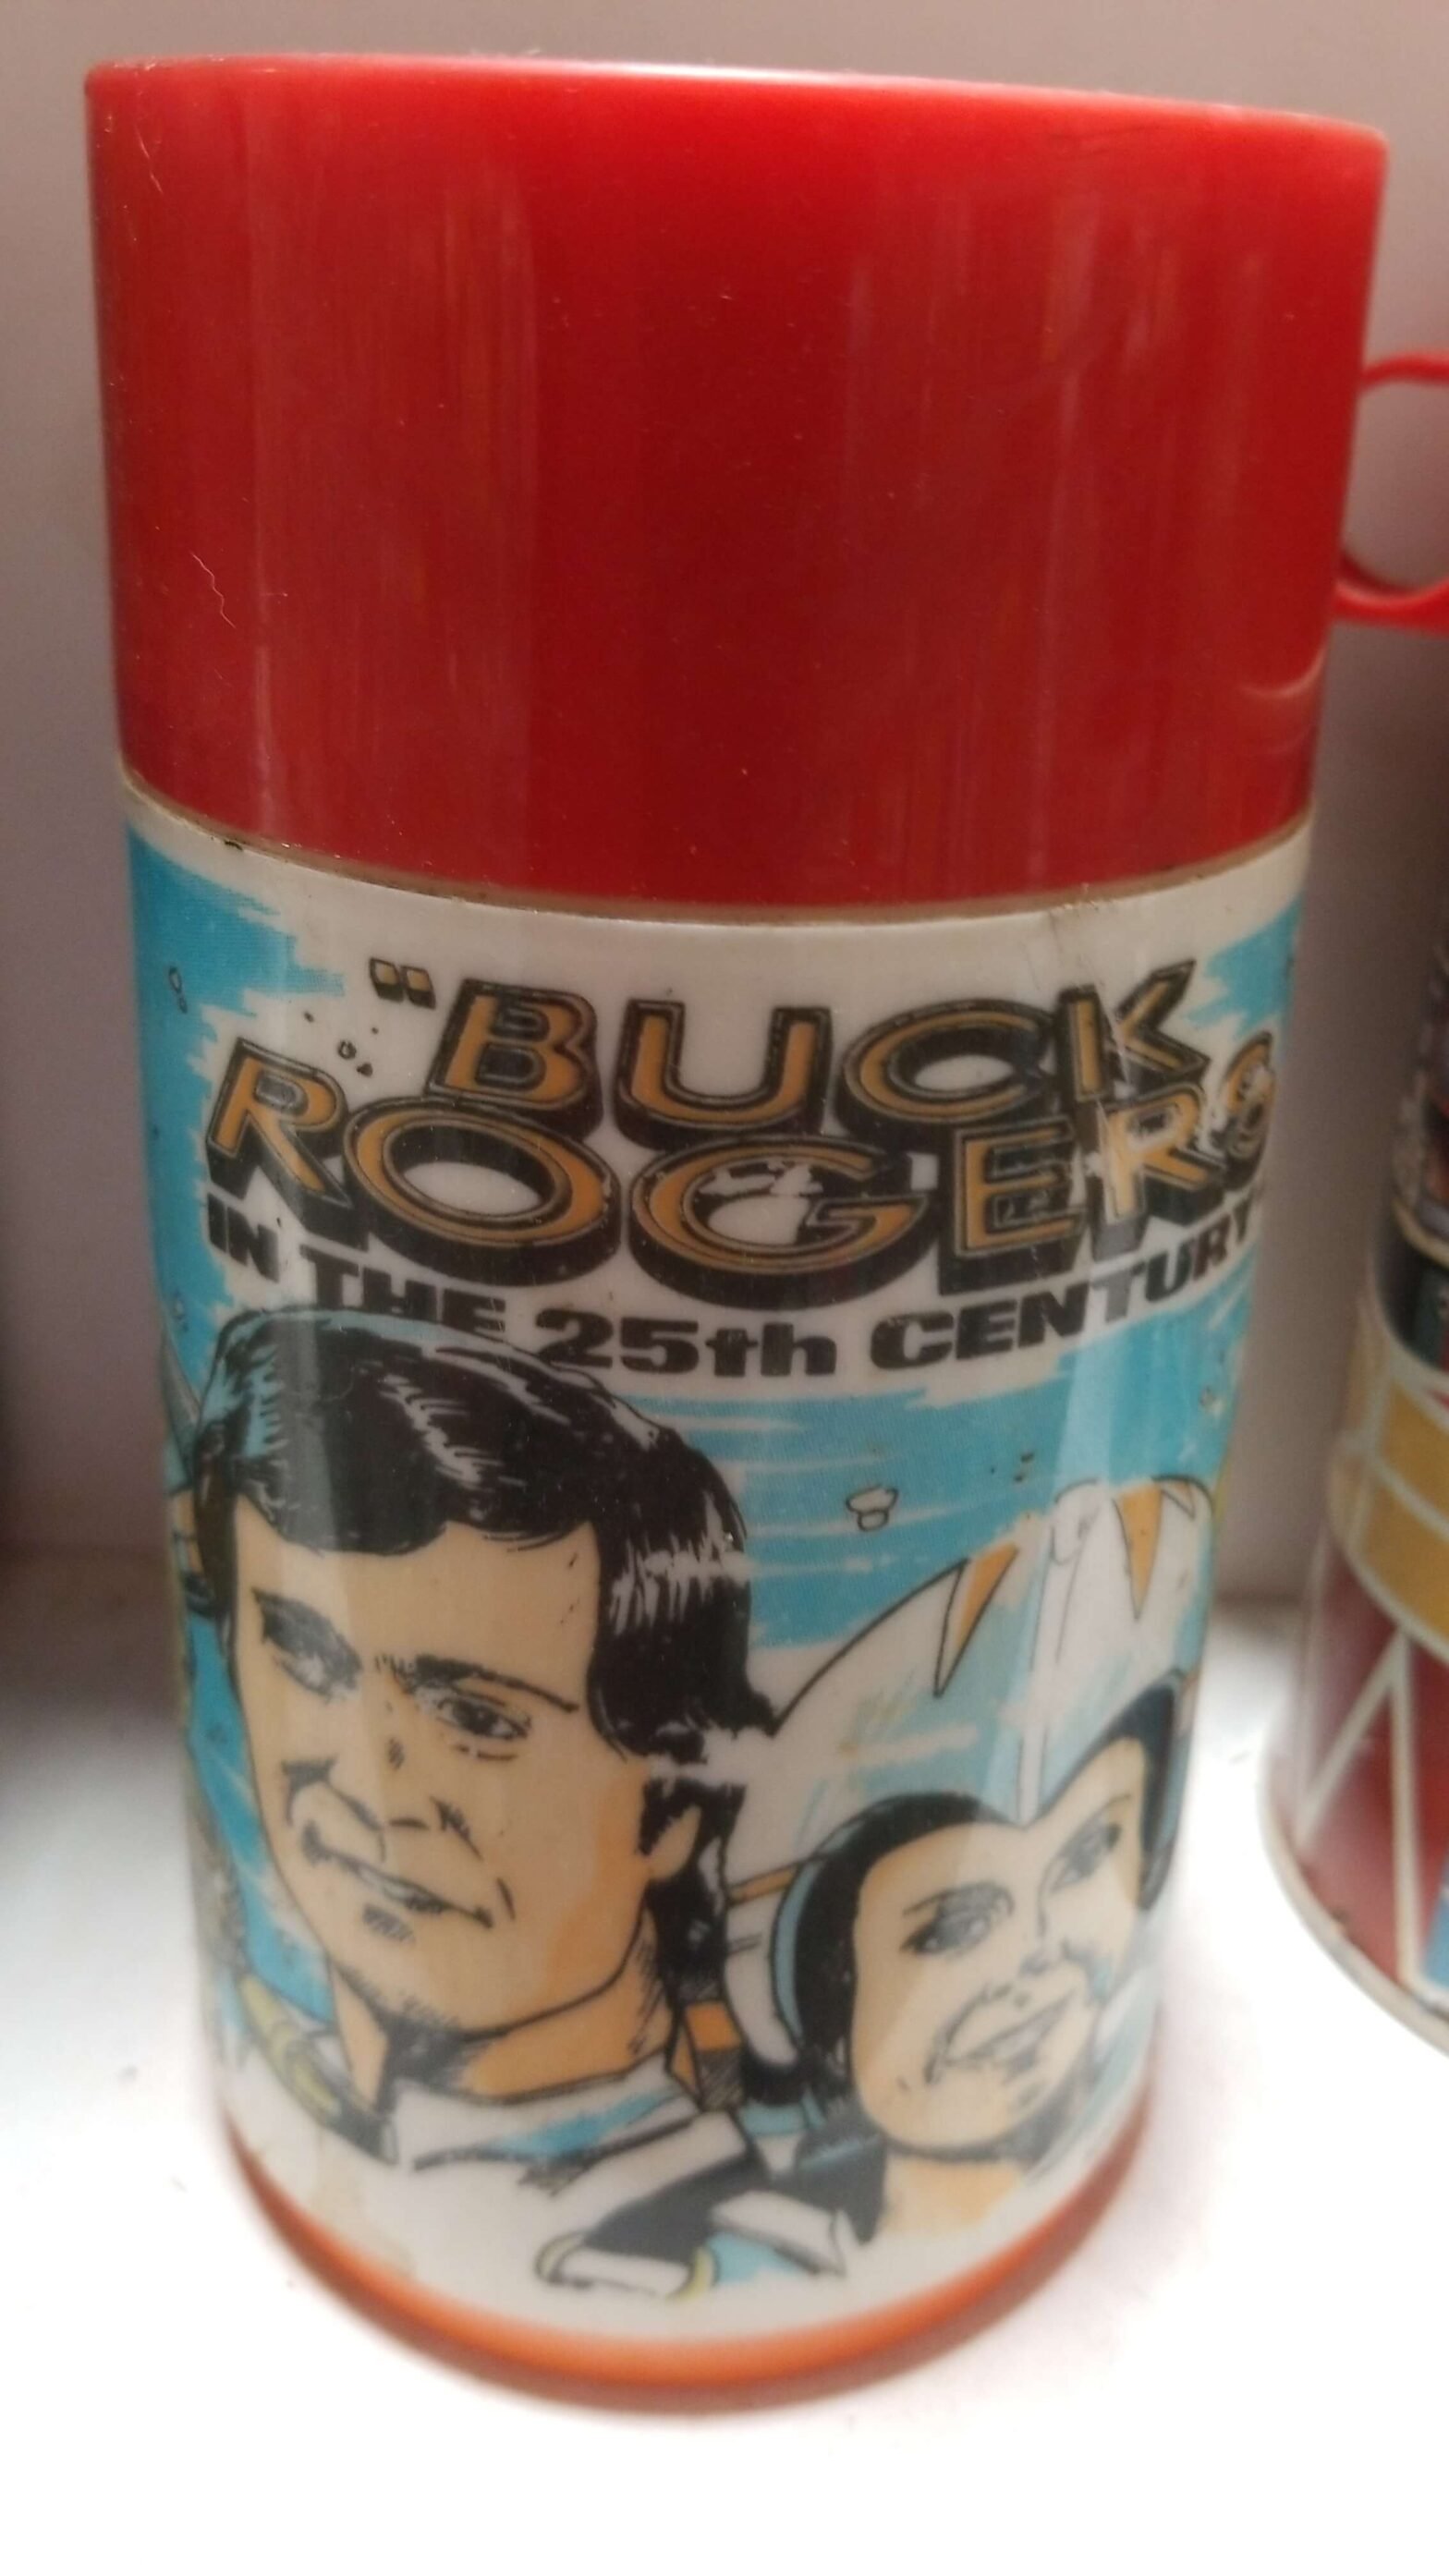 "BUCK
ROGERS
IN THE 25th CENTURY"